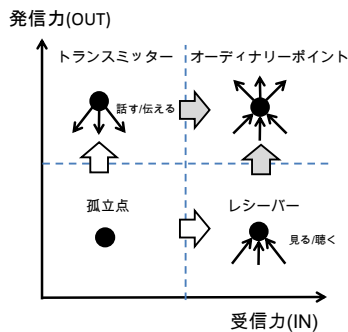 発信力(OUT)
トランスミッター
オーディナリーポイント
話す/伝える
孤立点
レシーバー
見る/聴く
受信力(IN)